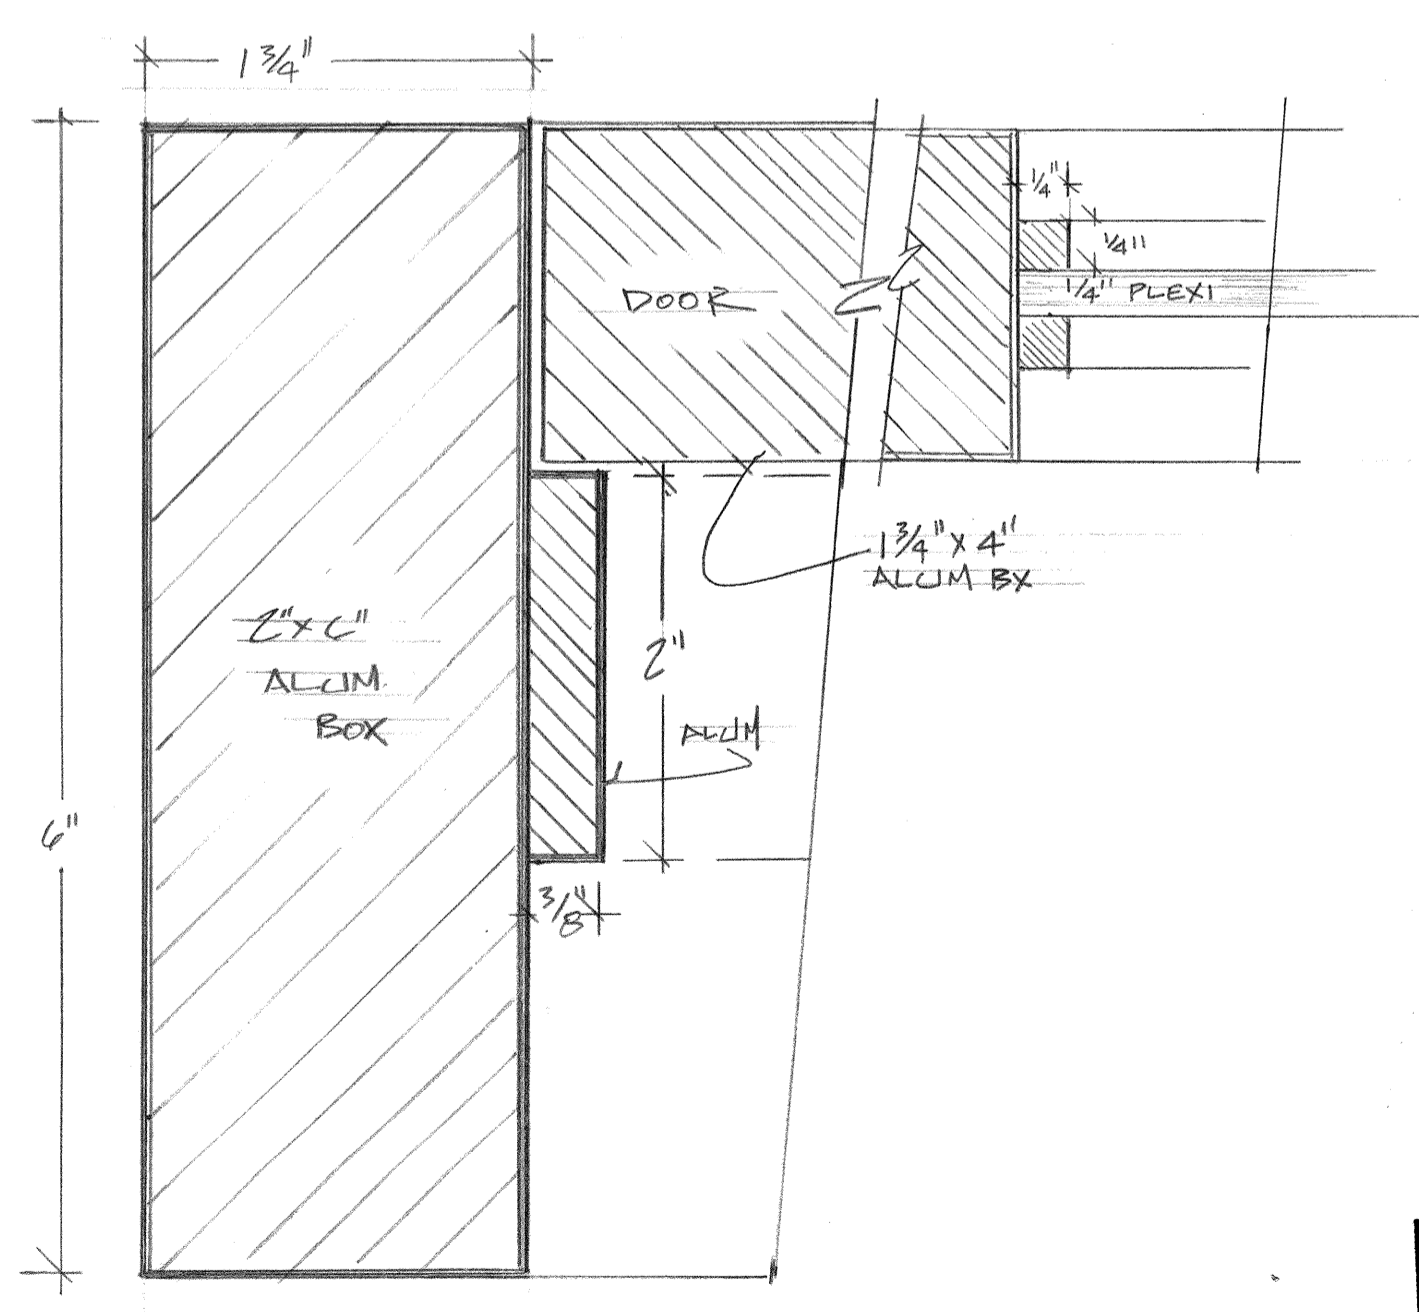 1 3/4"
1/4"
1/4"
1/4" PLEXI
DOOR
1 3/4" X 4"
ALUM BX
2" X 6"
ALUM
BOX
2"
ALUM
6"
3/8"